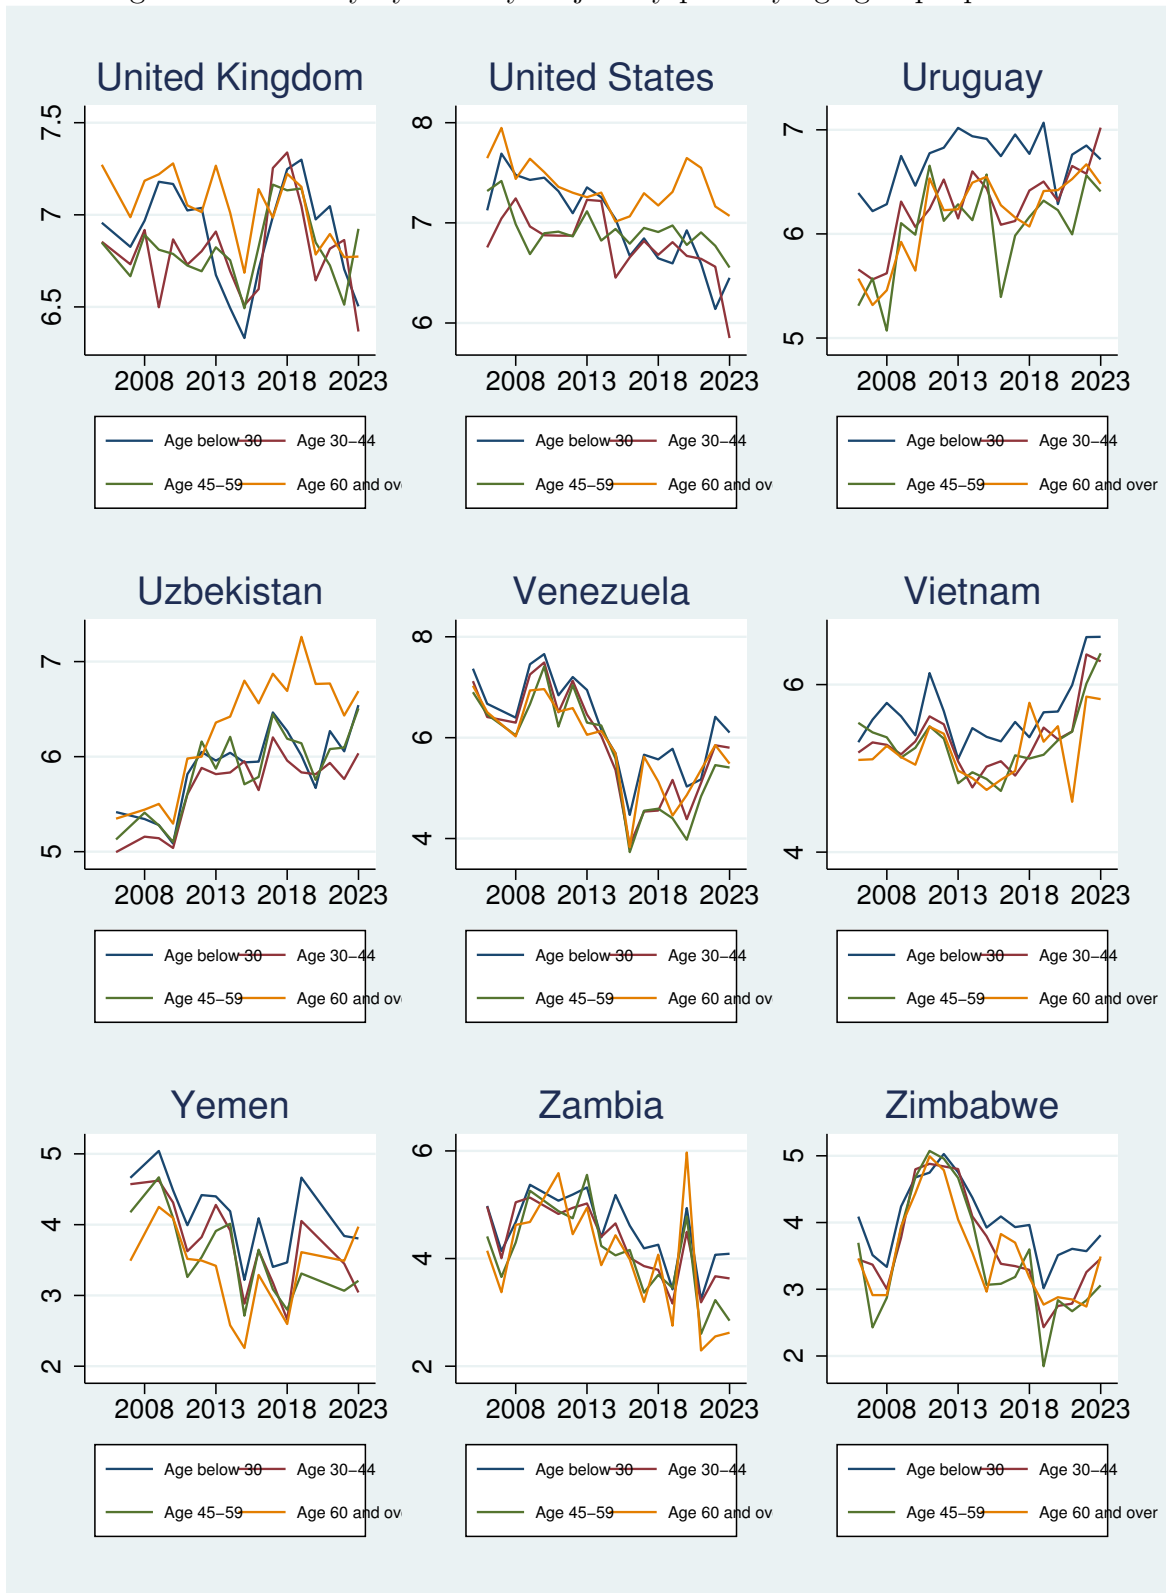 United Kingdom United States Uruguay
7.5 8 7
7 7 6
6.5 6 5
2008 2013 2018 2023 2008 2013 2018 2023 2008 2013 2018 2023
Age below 30 Age 30–44 Age below 30 Age 30–44 Age below 30 Age 30–44
Age 45–59 Age 60 and ov Age 45–59 Age 60 and ov Age 45–59 Age 60 and over
Uzbekistan Venezuela Vietnam
7 8 6
6 6 4
5 4
2008 2013 2018 2023 2008 2013 2018 2023 2008 2013 2018 2023
Age below 30 Age 30–44 Age below 30 Age 30–44 Age below 30 Age 30–44
Age 45–59 Age 60 and ov Age 45–59 Age 60 and ov Age 45–59 Age 60 and over
Yemen Zambia Zimbabwe
5 6 5
4 4 4
3 2 3
2 2
2008 2013 2018 2023 2008 2013 2018 2023 2008 2013 2018 2023
Age below 30 Age 30–44 Age below 30 Age 30–44 Age below 30 Age 30–44
Age 45–59 Age 60 and ov Age 45–59 Age 60 and ov Age 45–59 Age 60 and over